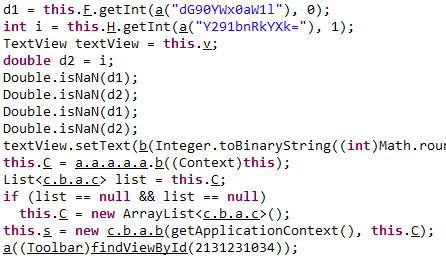 d1 = this.F.getInt(a("dG90YWx0aW1l"), 0);
int i = this.H.getInt(a("Y291bnRkYXk="), 1);
TextView textView = this.v;
double d2 = i;
Double.isNaN(d1);
Double.isNaN(d2);
Double.isNaN(d1);
Double.isNaN(d2);
textView.setText(b(Integer.toBinaryString((int)Math.roun
this.C = a.a.a.a.a.b((Context)this);
List<c.b.a.c> list = this.C;
if (list == null && list == null)
this.C = new ArrayList<c.b.a.c>();
this.s = new c.b.a.b(getApplicationContext(), this.C);
a((Toolbar)findViewById(2131231034));